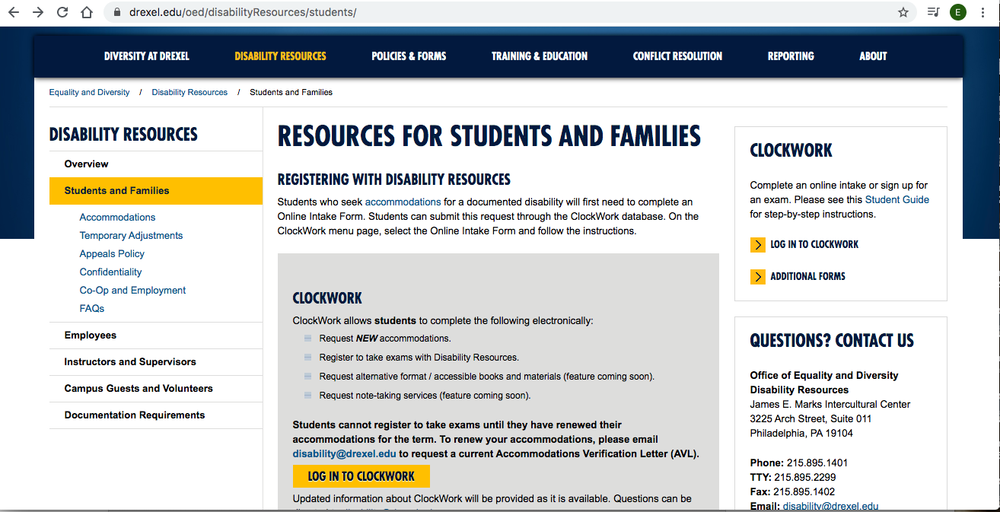 drexel.edu/oed/disabilityResources/students/
E
DIVERSITY AT DREXEL
DISABILITY RESOURCES
POLICIES & FORMS
TRAINING & EDUCATION
CONFLICT RESOLUTION
REPORTING
ABOUT
Equality and Diversity / Disability Resources / Students and Families
DISABILITY RESOURCES
Overview
Students and Families
Accommodations
Temporary Adjustments
Appeals Policy
Confidentiality
Co-Op and Employment
FAQs
Employees
Instructors and Supervisors
Campus Guests and Volunteers
Documentation Requirements
RESOURCES FOR STUDENTS AND FAMILIES
REGISTERING WITH DISABILITY RESOURCES
Students who seek accommodations for a documented disability will first need to complete an
Online Intake Form. Students can submit this request through the ClockWork database. On the
ClockWork menu page, select the Online Intake Form and follow the instructions.
CLOCKWORK
ClockWork allows students to complete the following electronically:
Request NEW accommodations.
Register to take exams with Disability Resources.
Request alternative format / accessible books and materials (feature coming soon).
Request note-taking services (feature coming soon).
Students cannot register to take exams until they have renewed their
accommodations for the term. To renew your accommodations, please email
disability@drexel.edu to request a current Accommodations Verification Letter (AVL).
LOG IN TO CLOCKWORK
Updated information about ClockWork will be provided as it is available. Questions can be
CLOCKWORK
Complete an online intake or sign up for
an exam. Please see this Student Guide
for step-by-step instructions.
LOG IN TO CLOCKWORK
ADDITIONAL FORMS
QUESTIONS? CONTACT US
Office of Equality and Diversity
Disability Resources
James E. Marks Intercultural Center
3225 Arch Street, Suite 011
Philadelphia, PA 19104
Phone: 215.895.1401
TTY: 215.895.2299
Fax: 215.895.1402
Email: disability@drexel.edu